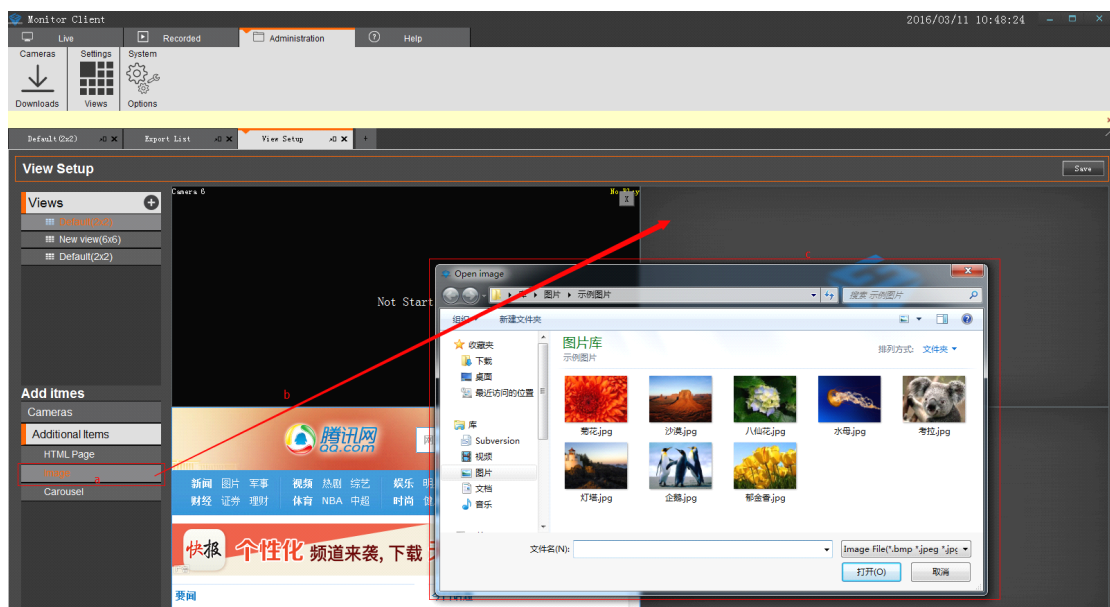 Monitor Client 2016/03/11 10:48:24
Live Recorded Administration Help
Cameras Settings System
Downloads Views Options
Default(2x2) Export List View Setup
View Setup Save
Views
Default(2x2)
New view(6x6)
Default(2x2)
Camera 6 No Play
X
Not Start
Add itmes
Cameras
Additional Items
HTML Page
Image
Carousel
a
b
c
腾讯网
QQ.com
新闻 图片 军事 视频 热剧 综艺 娱乐
财经 证券 理财 体育 NBA 中超 时尚
快报 个性化 频道来袭,下载
要闻
Open image
库 图片 示例图片
搜索 示例图片
组织 新建文件夹
收藏夹
下载
桌面
最近访问的位置
库
Subversion
视频
图片
文档
音乐
图片库
示例图片
排列方式: 文件夹
菊花.jpg 沙漠.jpg 八仙花.jpg 水母.jpg 考拉.jpg
灯塔.jpg 企鹅.jpg 郁金香.jpg
文件名(N): Image File(*.bmp *.jpeg *.jpg
打开(O) 取消